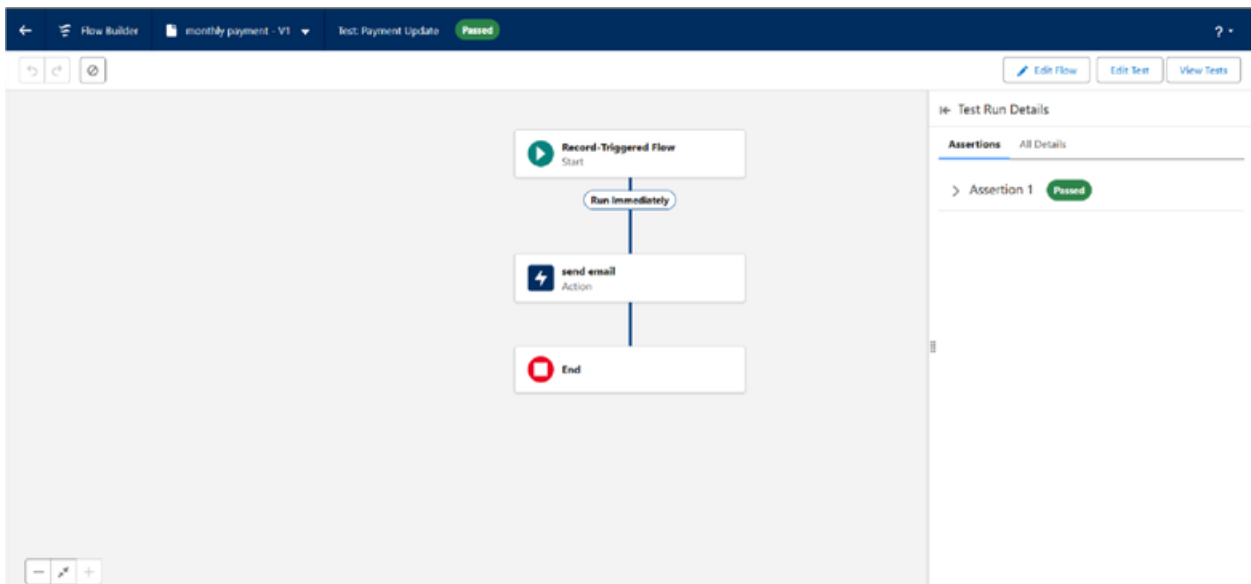 Flow Builder monthly payment - V1 Test: Payment Update Passed ?
Edit Flow Edit Test View Tests
Test Run Details
Assertions All Details
Assertion 1 Passed
Record-Triggered Flow
Start
Run Immediately
send email
Action
End